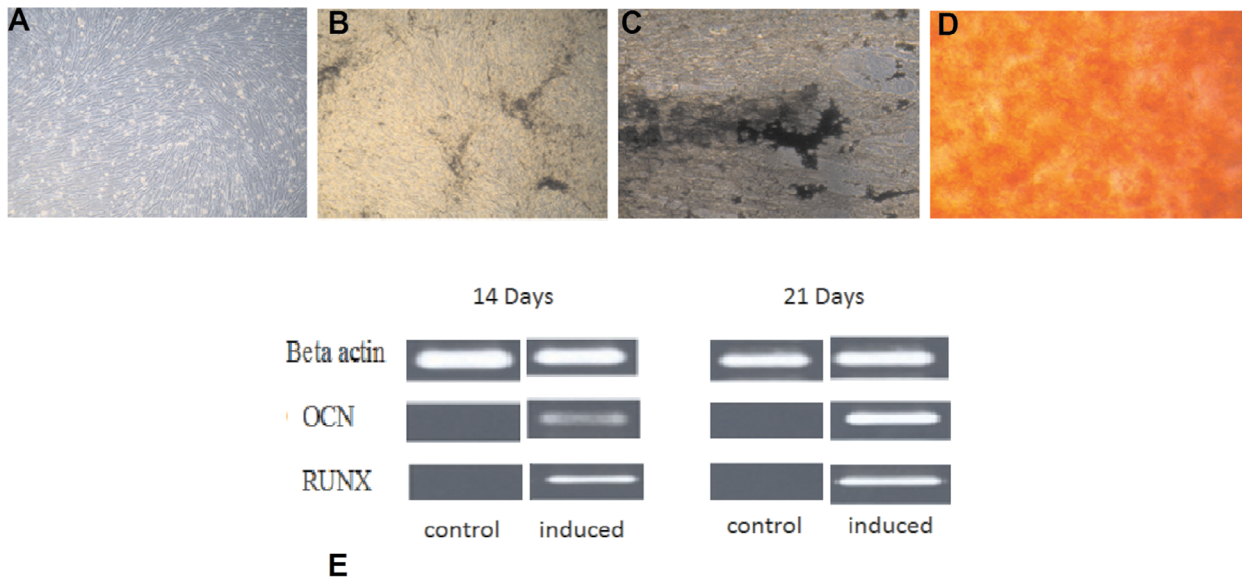 A B C D
14 Days 21 Days
Beta actin
OCN
RUNX
control induced control induced
E